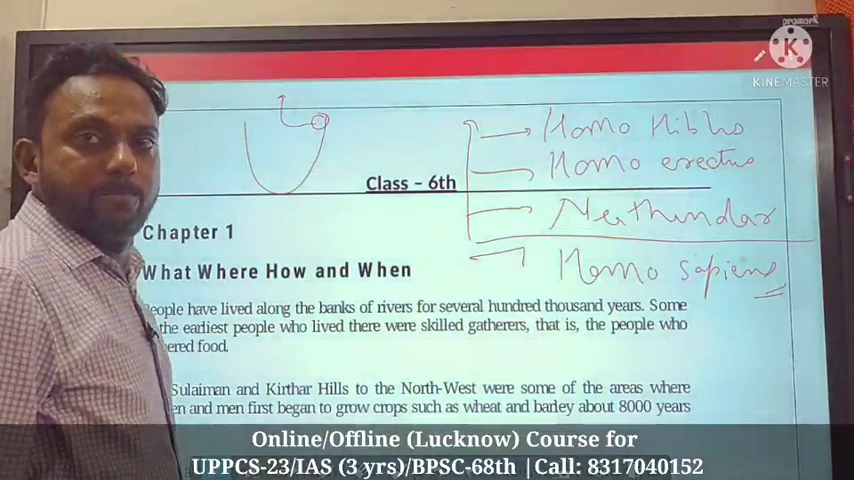 pramark
K
KINEMASTER
Homo Hiblis
Homo erectus
Class – 6th
Neithindar
Chapter 1
Homo sapiens
What Where How and When
People have lived along the banks of rivers for several hundred thousand years. Some
the earliest people who lived there were skilled gatherers, that is, the people who
ered food.
Sulaiman and Kirthar Hills to the North-West were some of the areas where
en and men first began to grow crops such as wheat and barley about 8000 years
Online/Offline (Lucknow) Course for
UPPCS-23/IAS (3 yrs)/BPSC-68th |Call: 8317040152